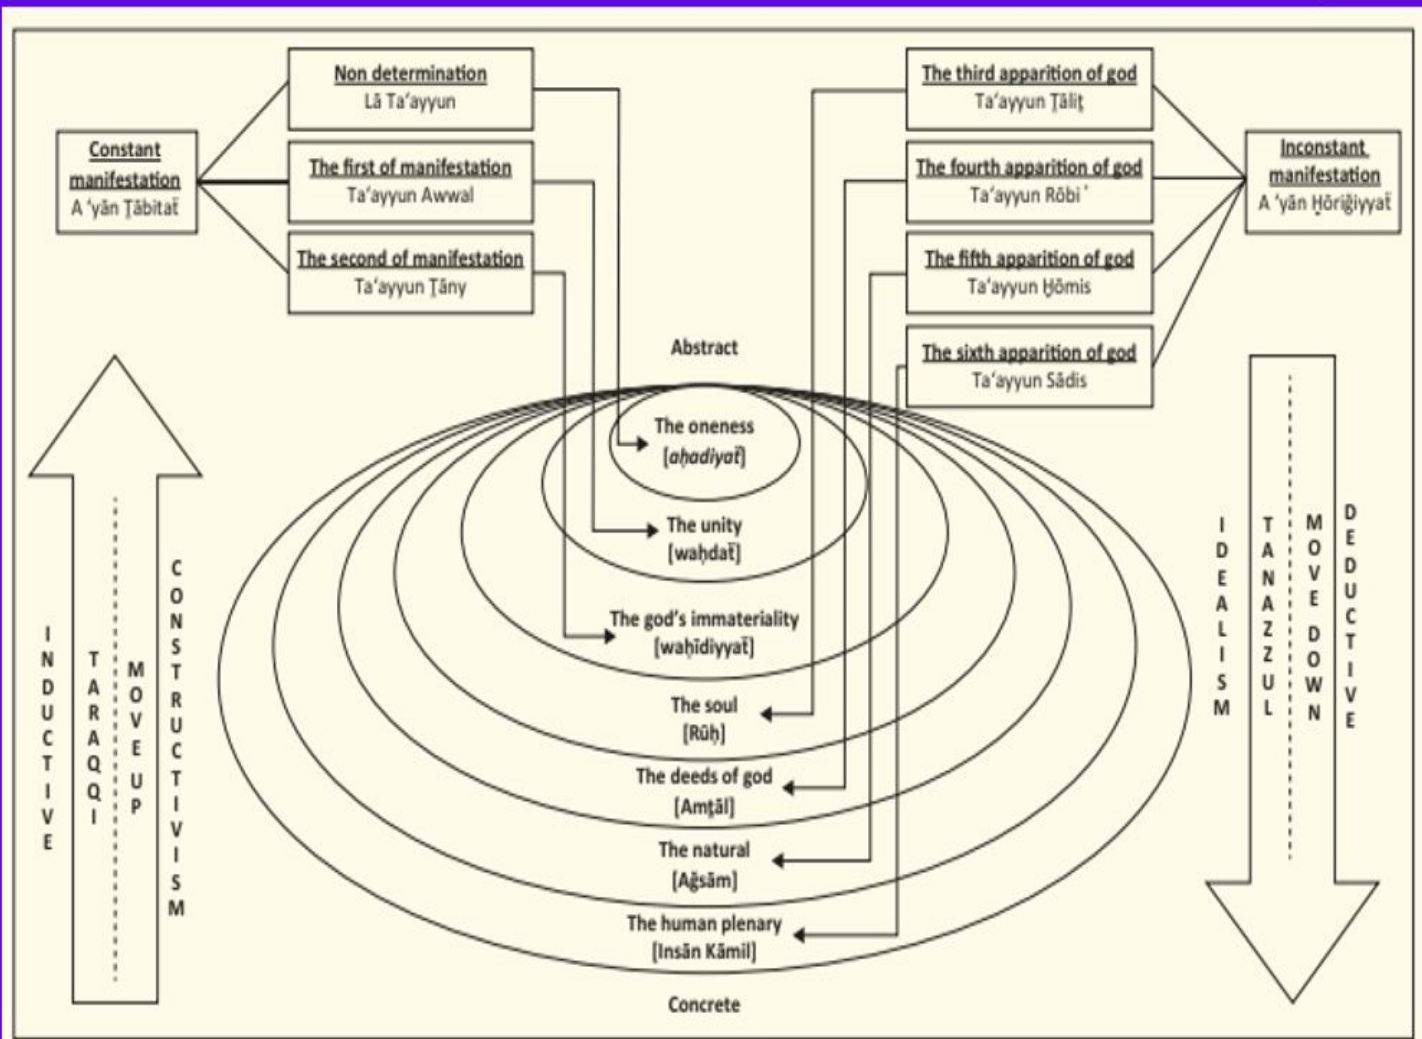 Non determination
Lā Ta‘ayyun
The third apparition of god
Ta‘ayyun Ṯāliṯ
Constant
manifestation
A ‘yān Ṯābitaẗ
The first of manifestation
Ta‘ayyun Awwal
The fourth apparition of god
Ta‘ayyun Rōbi ‘
Inconstant
manifestation
A ‘yān Ḫōriǧiyyaẗ
The second of manifestation
Ta‘ayyun Ṯāny
The fifth apparition of god
Ta‘ayyun Ḫōmis
The sixth apparition of god
Ta‘ayyun Sādis
Abstract
The oneness
[aḥadiyaẗ]
The unity
[waḥdaẗ]
The god’s immateriality
[waḥīdiyyaẗ]
The soul
[Rūḥ]
The deeds of god
[Amṯāl]
The natural
[Aǧsām]
The human plenary
[Insān Kāmil]
Concrete
INDUCTIVE
TARAQQI
MOVE UP
CONSTRUCTIVISM
IDEALISM
TANAZZUL
MOVE DOWN
DEDUCTIVE